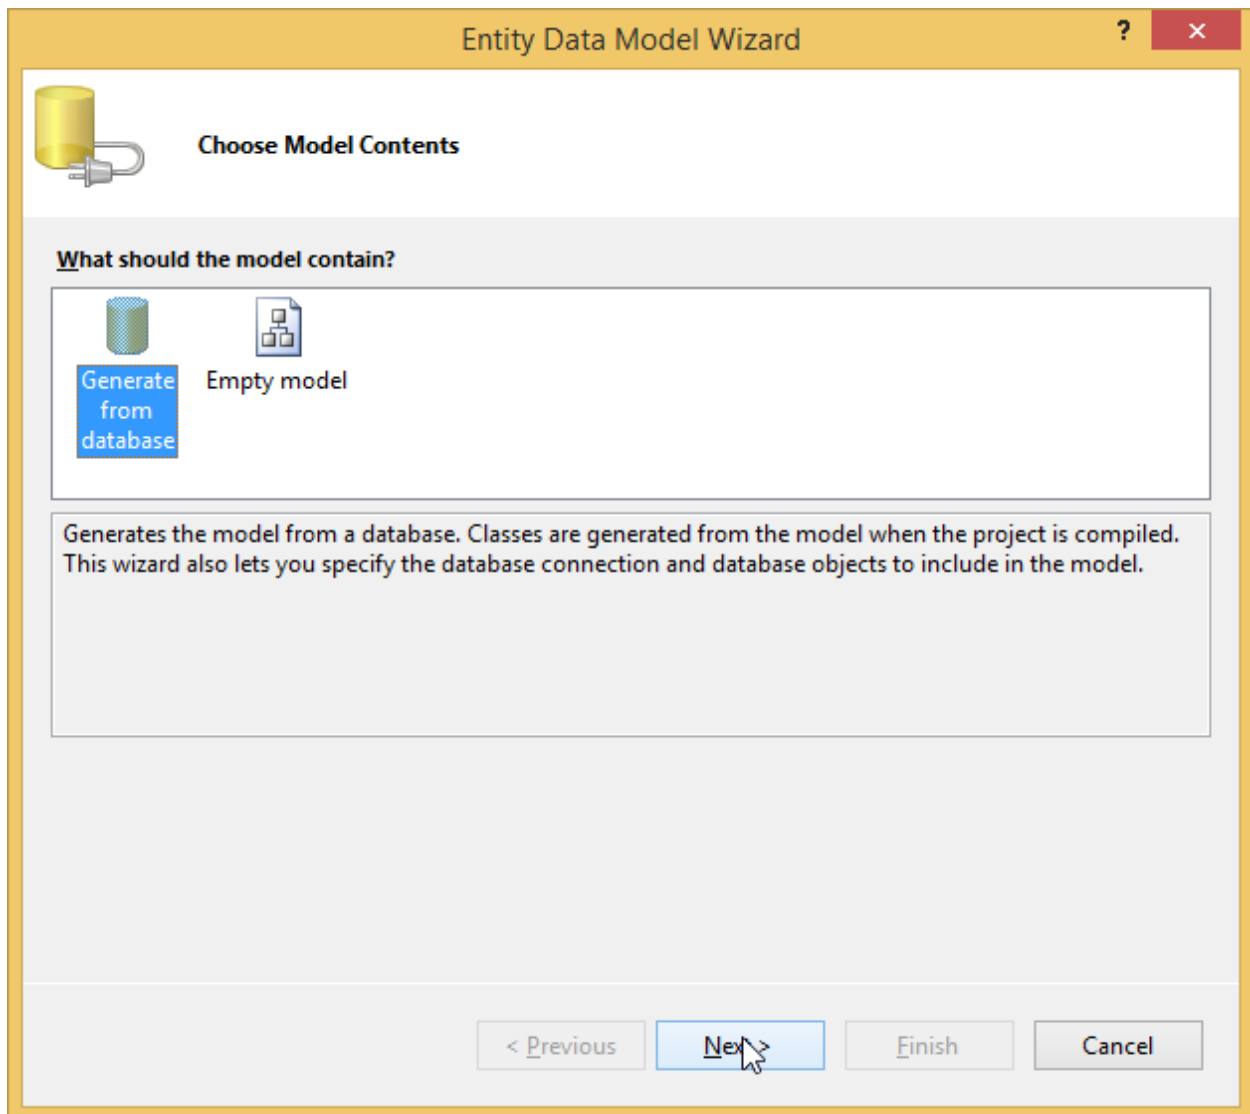 Entity Data Model Wizard
?
Choose Model Contents
What should the model contain?
Generate
from
database
Empty model
Generates the model from a database. Classes are generated from the model when the project is compiled.
This wizard also lets you specify the database connection and database objects to include in the model.
< Previous
Next >
Finish
Cancel